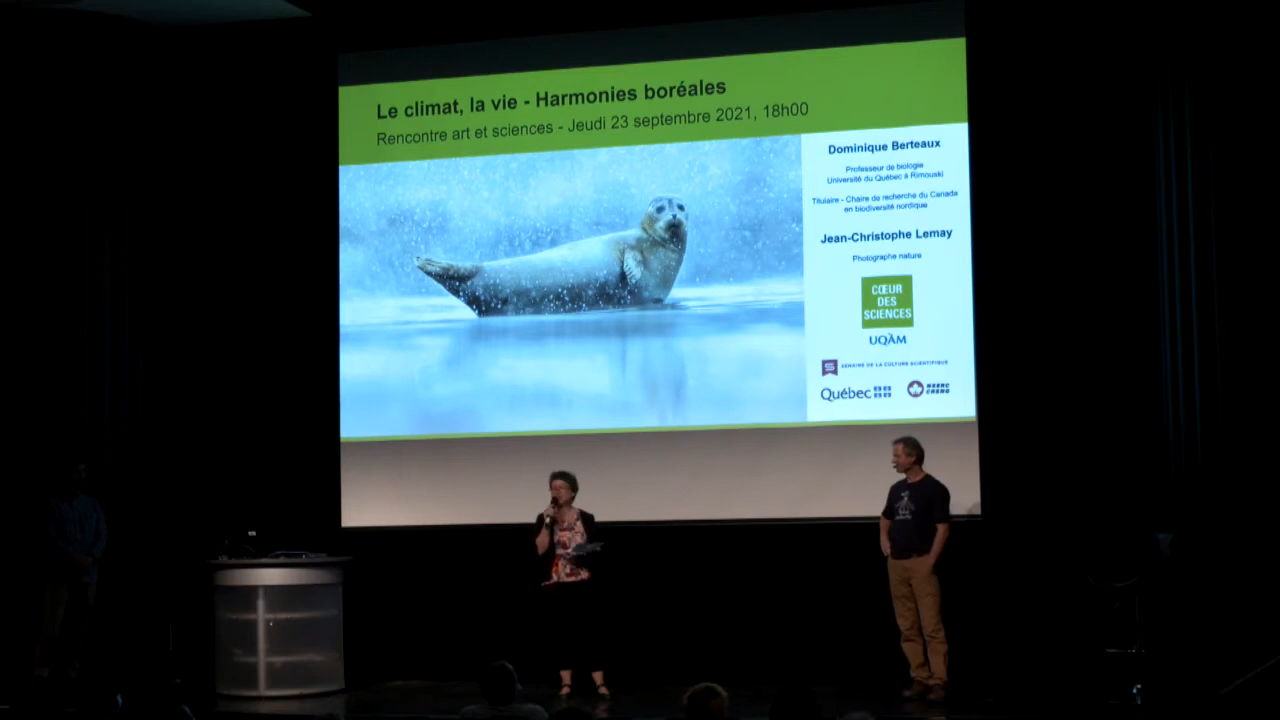 Le climat, la vie - Harmonies boréales
Rencontre art et sciences - Jeudi 23 septembre 2021, 18h00
Dominique Berteaux
Professeur de biologie
Université du Québec à Rimouski
Titulaire - Chaire de recherche du Canada
en biodiversité nordique
Jean-Christophe Lemay
Photographe nature
CŒUR
DES
SCIENCES
UQÀM
S SEMAINE DE LA CULTURE SCIENTIFIQUE
Québec
NSERC
CRSNG